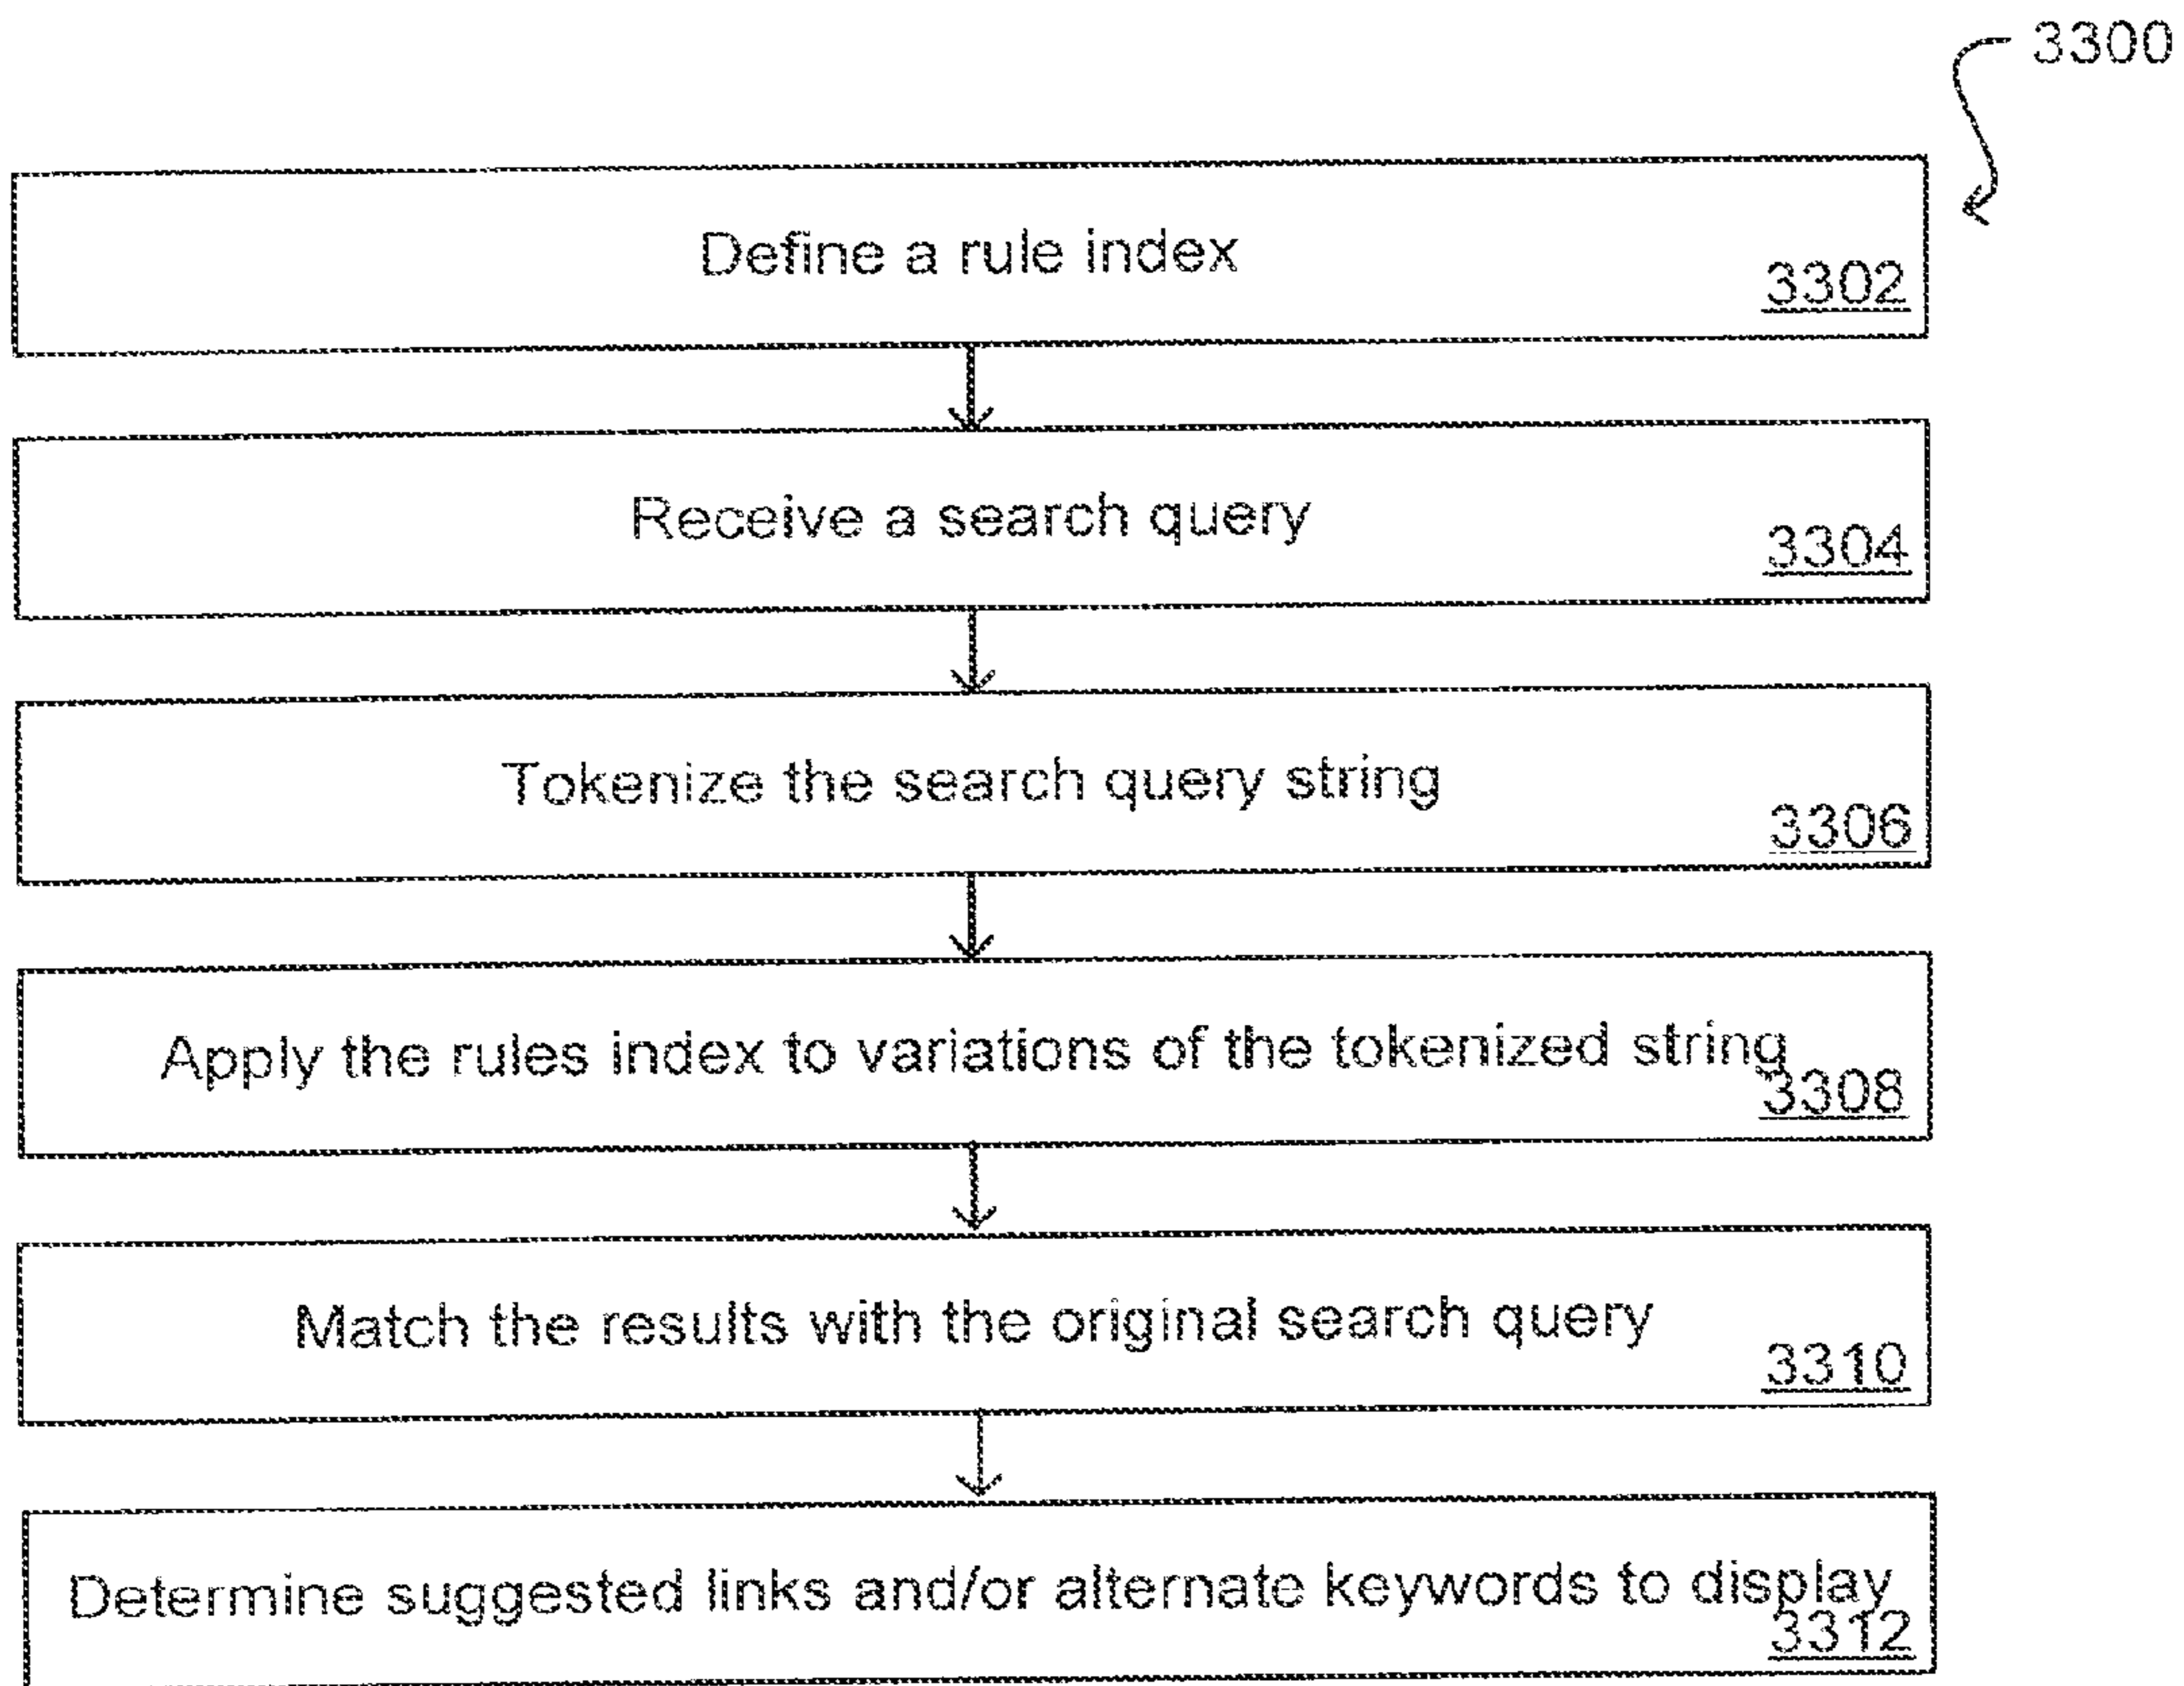 3300
Define a rule index
3302
Receive a search query
3304
Tokenize the search query string
3306
Apply the rules index to variations of the tokenized string
3308
Match the results with the original search query
3310
Determine suggested links and/or alternate keywords to display
3312